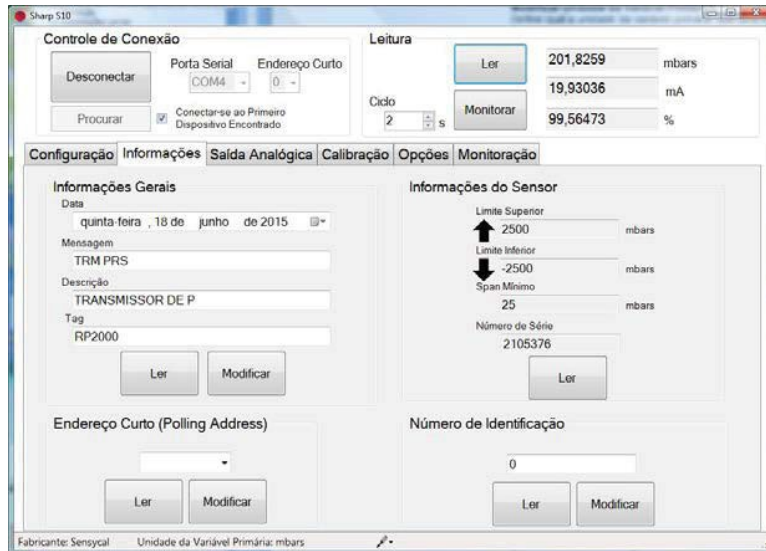 Sharp S10
Controle de Conexão
Desconectar
Porta Serial
COM4
Endereço Curto
0
Procurar
Conectar-se ao Primeiro
Dispositivo Encontrado
Leitura
Ler
201,8259 mbars
19,93036 mA
Ciclo
2 s
Monitorar
99,56473 %
Configuração Informações Saída Analógica Calibração Opções Monitoração
Informações Gerais
Data
quinta-feira , 18 de junho de 2015
Mensagem
TRM PRS
Descrição
TRANSMISSOR DE P
Tag
RP2000
Ler Modificar
Informações do Sensor
Limite Superior
2500 mbars
Limite Inferior
-2500 mbars
Span Mínimo
25 mbars
Número de Série
2105376
Ler
Endereço Curto (Polling Address)
Ler Modificar
Número de Identificação
0
Ler Modificar
Fabricante: Sensycal Unidade da Variável Primária: mbars